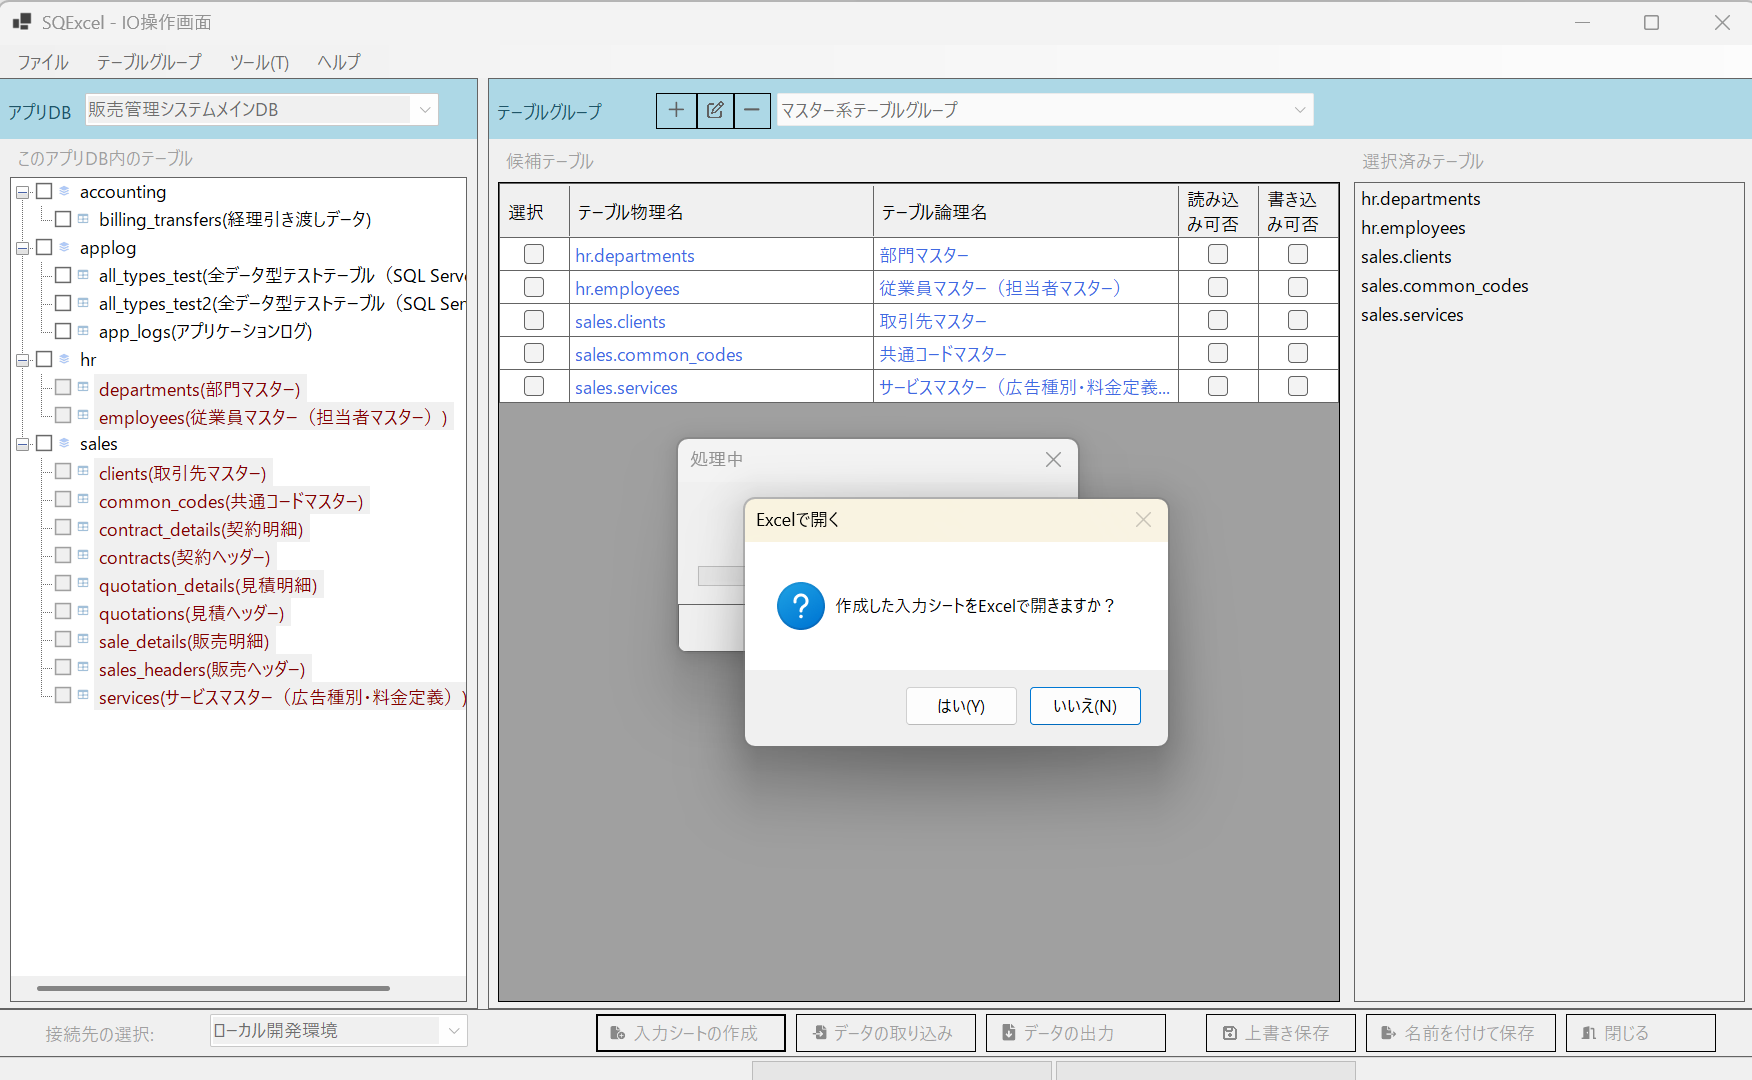 SQExcel - IO操作画面
ファイル テーブルグループ ツール(T) ヘルプ
アプリDB 販売管理システムメインDB
テーブルグループ マスター系テーブルグループ
このアプリDB内のテーブル
accounting
billing_transfers(経理引き渡しデータ)
applog
all_types_test(全データ型テストテーブル（SQL Serve
all_types_test2(全データ型テストテーブル（SQL Ser
app_logs(アプリケーションログ)
hr
departments(部門マスター)
employees(従業員マスター（担当者マスター）)
sales
clients(取引先マスター)
common_codes(共通コードマスター)
contract_details(契約明細)
contracts(契約ヘッダー)
quotation_details(見積明細)
quotations(見積ヘッダー)
sale_details(販売明細)
sales_headers(販売ヘッダー)
services(サービスマスター（広告種別・料金定義）)
候補テーブル
選択 テーブル物理名 テーブル論理名 読み込み可否 書き込み可否
hr.departments 部門マスター
hr.employees 従業員マスター（担当者マスター）
sales.clients 取引先マスター
sales.common_codes 共通コードマスター
sales.services サービスマスター（広告種別・料金定義...
選択済みテーブル
hr.departments
hr.employees
sales.clients
sales.common_codes
sales.services
処理中
Excelで開く
作成した入力シートをExcelで開きますか？
はい(Y) いいえ(N)
接続先の選択: ローカル開発環境
入力シートの作成 データの取り込み データの出力 上書き保存 名前を付けて保存 閉じる